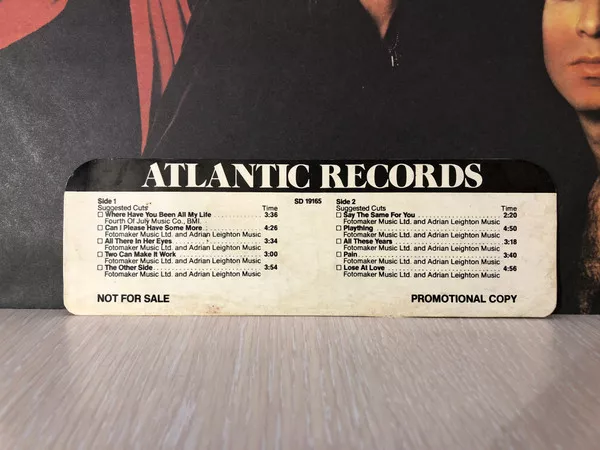 ATLANTIC RECORDS
Side 1
SD 19165
Suggested Cuts Time
Where Have You Been All My Life 3:36
Fourth Of July Music Co., BMI.
Can I Please Have Some More 4:26
Fotomaker Music Ltd. and Adrian Leighton Music
All There In Her Eyes 3:34
Fotomaker Music Ltd. and Adrian Leighton Music
Two Can Make It Work 3:00
Fotomaker Music Ltd. and Adrian Leighton Music
The Other Side 3:54
Fotomaker Music Ltd. and Adrian Leighton Music
NOT FOR SALE
Side 2
Suggested Cuts Time
Say The Same For You 2:20
Fotomaker Music Ltd. and Adrian Leighton Music
Plaything 4:50
Fotomaker Music Ltd. and Adrian Leighton Music
All These Years 3:18
Fotomaker Music Ltd. and Adrian Leighton Music
Pain 3:40
Fotomaker Music Ltd. and Adrian Leighton Music
Lose At Love 4:56
Fotomaker Music Ltd. and Adrian Leighton Music
PROMOTIONAL COPY